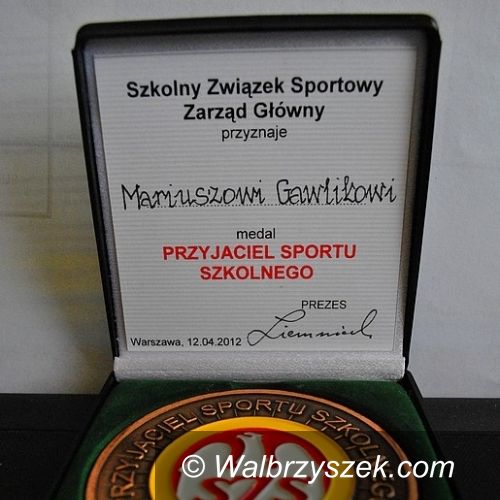 Szkolny Związek Sportowy
Zarząd Główny
przyznaje
Mariuszowi Gawlikowi
medal
PRZYJACIEL SPORTU
SZKOLNEGO
PREZES
Warszawa, 12.04.2012
PRZYJACIEL SPORTU SZKOLNEGO
© Walbrzyszek.com